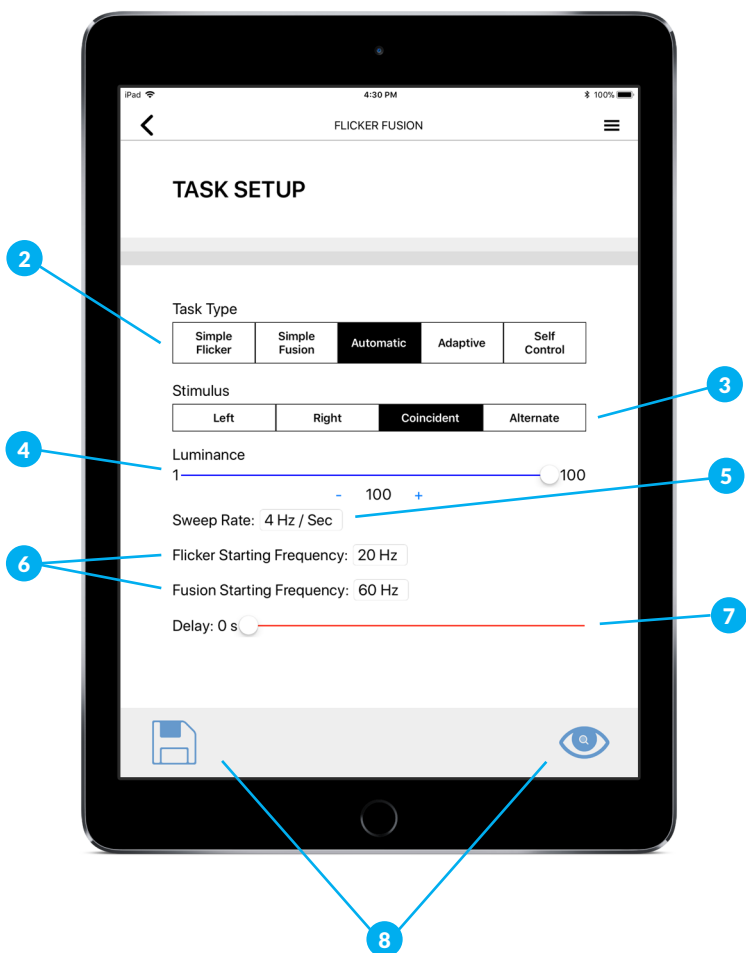 iPad 4:30 PM 100%
FLICKER FUSION
TASK SETUP
2
Task Type
Simple Flicker Simple Fusion Automatic Adaptive Self Control
3
Stimulus
Left Right Coincident Alternate
4
Luminance
1 100
- 100 +
5
Sweep Rate: 4 Hz / Sec
6
Flicker Starting Frequency: 20 Hz
Fusion Starting Frequency: 60 Hz
7
Delay: 0 s
8